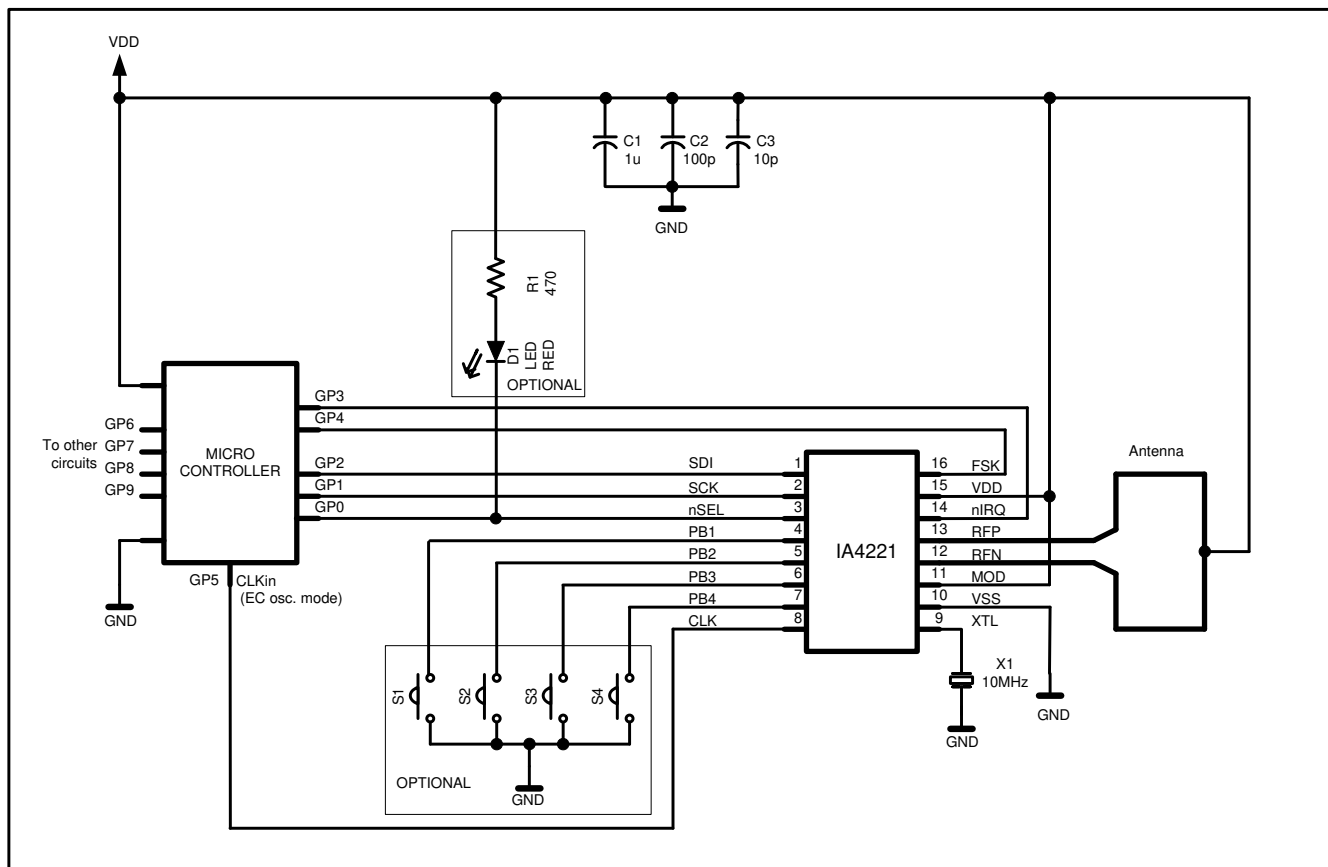 VDD
C1
1u
C2
100p
C3
10p
GND
R1
470
D1
LED
RED
OPTIONAL
GP3
GP4
GP6
To other
circuits
GP7
GP8
GP9
MICRO
CONTROLLER
GP2
GP1
GP0
GP5
CLKin
(EC osc. mode)
GND
SDI
SCK
nSEL
PB1
PB2
PB3
PB4
CLK
1
2
3
4
5
6
7
8
IA4221
16
15
14
13
12
11
10
9
FSK
VDD
nIRQ
RFP
RFN
MOD
VSS
XTL
Antenna
X1
10MHz
GND
GND
S1
S2
S3
S4
OPTIONAL
GND